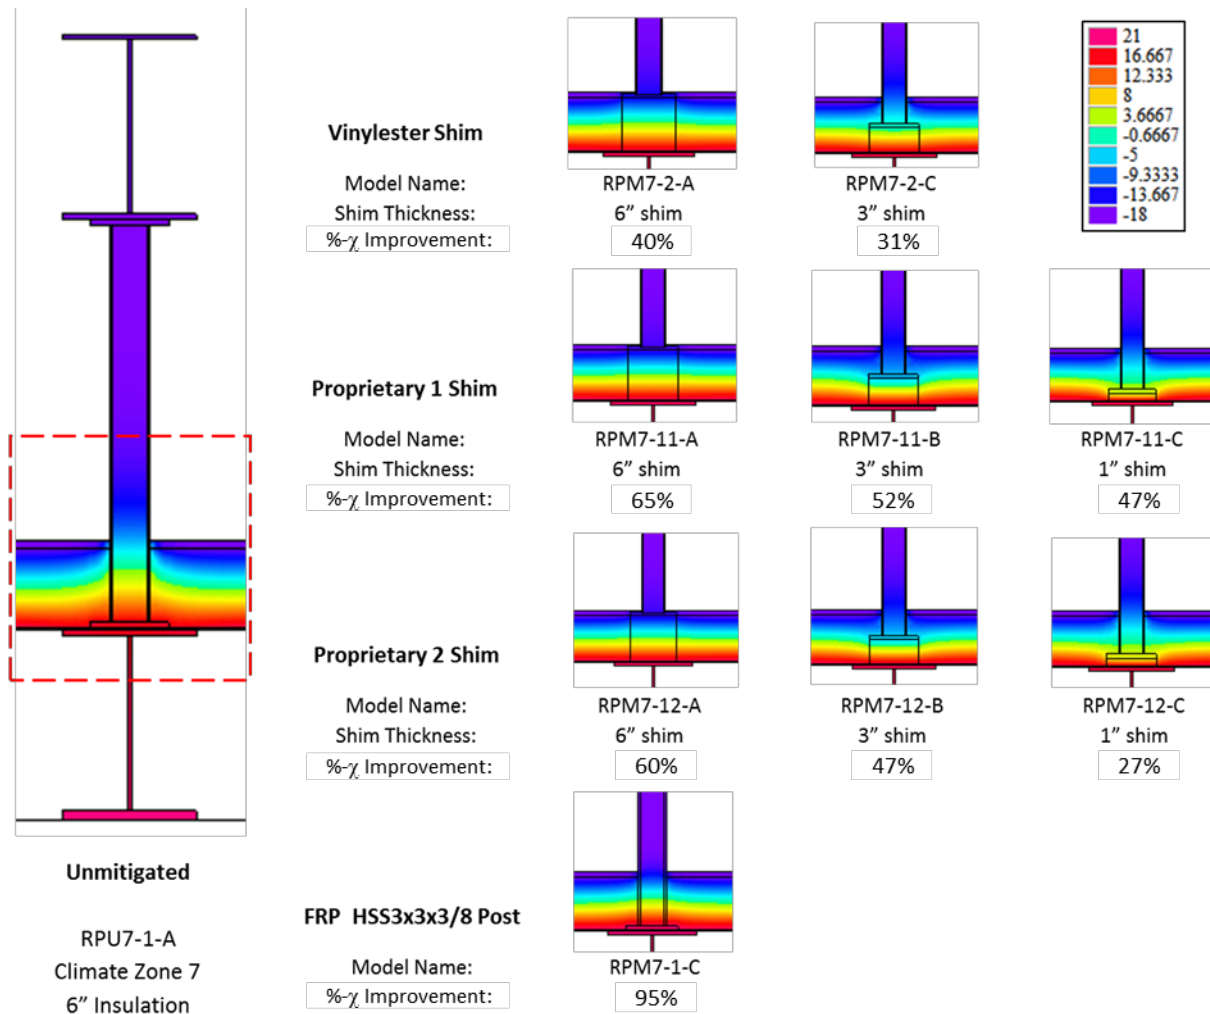 21
16.667
12.333
8
3.6667
-0.6667
-5
-9.3333
-13.667
-18
Vinylester Shim
Model Name: RPM7-2-A RPM7-2-C
Shim Thickness: 6” shim 3” shim
%-χ Improvement: 40% 31%
Proprietary 1 Shim
Model Name: RPM7-11-A RPM7-11-B RPM7-11-C
Shim Thickness: 6” shim 3” shim 1” shim
%-χ Improvement: 65% 52% 47%
Proprietary 2 Shim
Model Name: RPM7-12-A RPM7-12-B RPM7-12-C
Shim Thickness: 6” shim 3” shim 1” shim
%-χ Improvement: 60% 47% 27%
FRP HSS3x3x3/8 Post
Model Name: RPM7-1-C
%-χ Improvement: 95%
Unmitigated
RPU7-1-A
Climate Zone 7
6” Insulation